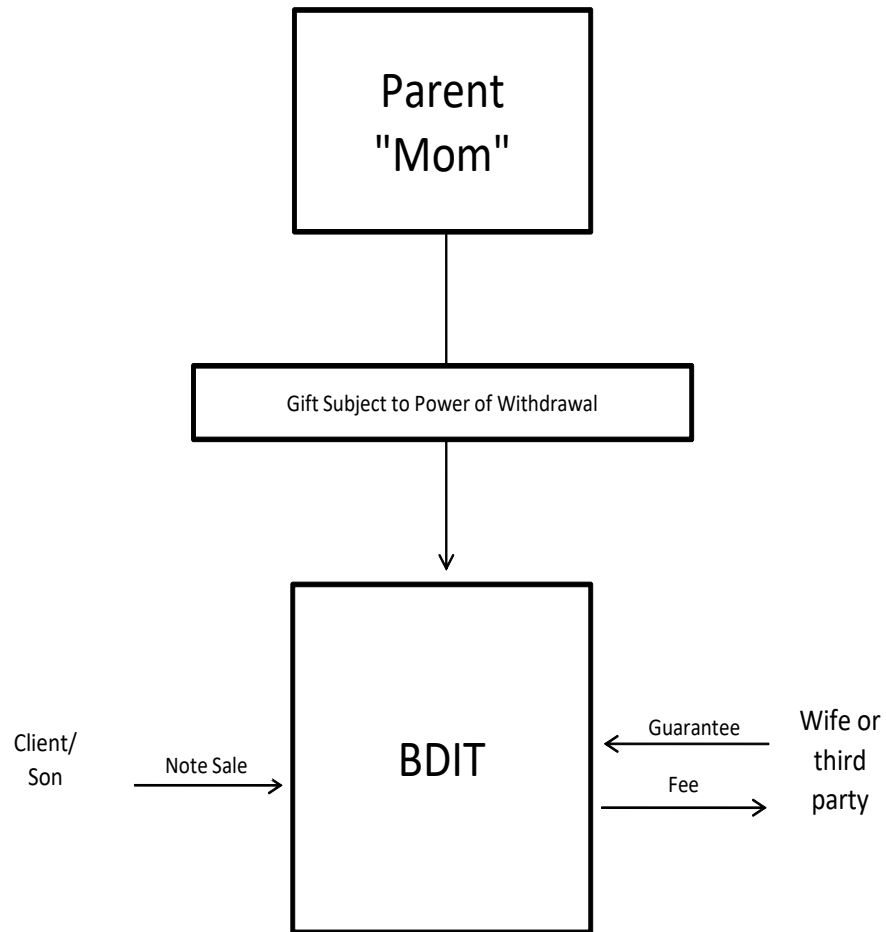 Parent
"Mom"
Gift Subject to Power of Withdrawal
Client/
Son
Note Sale
BDIT
Guarantee
Fee
Wife or
third
party